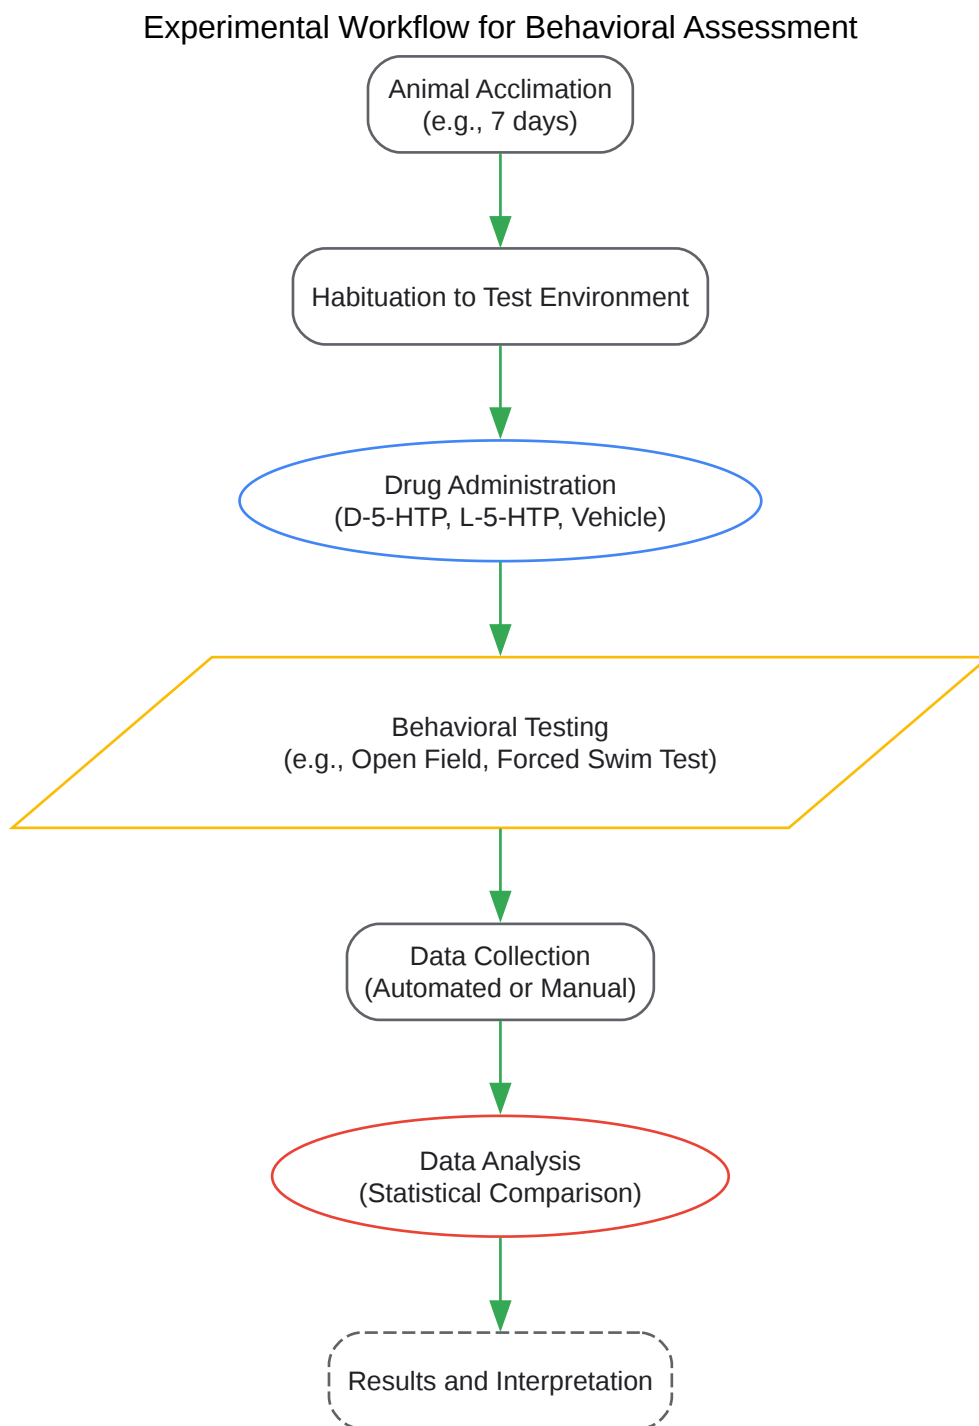 Experimental Workflow for Behavioral Assessment
Animal Acclimation
(e.g., 7 days)
Habituation to Test Environment
Drug Administration
(D-5-HTP, L-5-HTP, Vehicle)
Behavioral Testing
(e.g., Open Field, Forced Swim Test)
Data Collection
(Automated or Manual)
Data Analysis
(Statistical Comparison)
Results and Interpretation